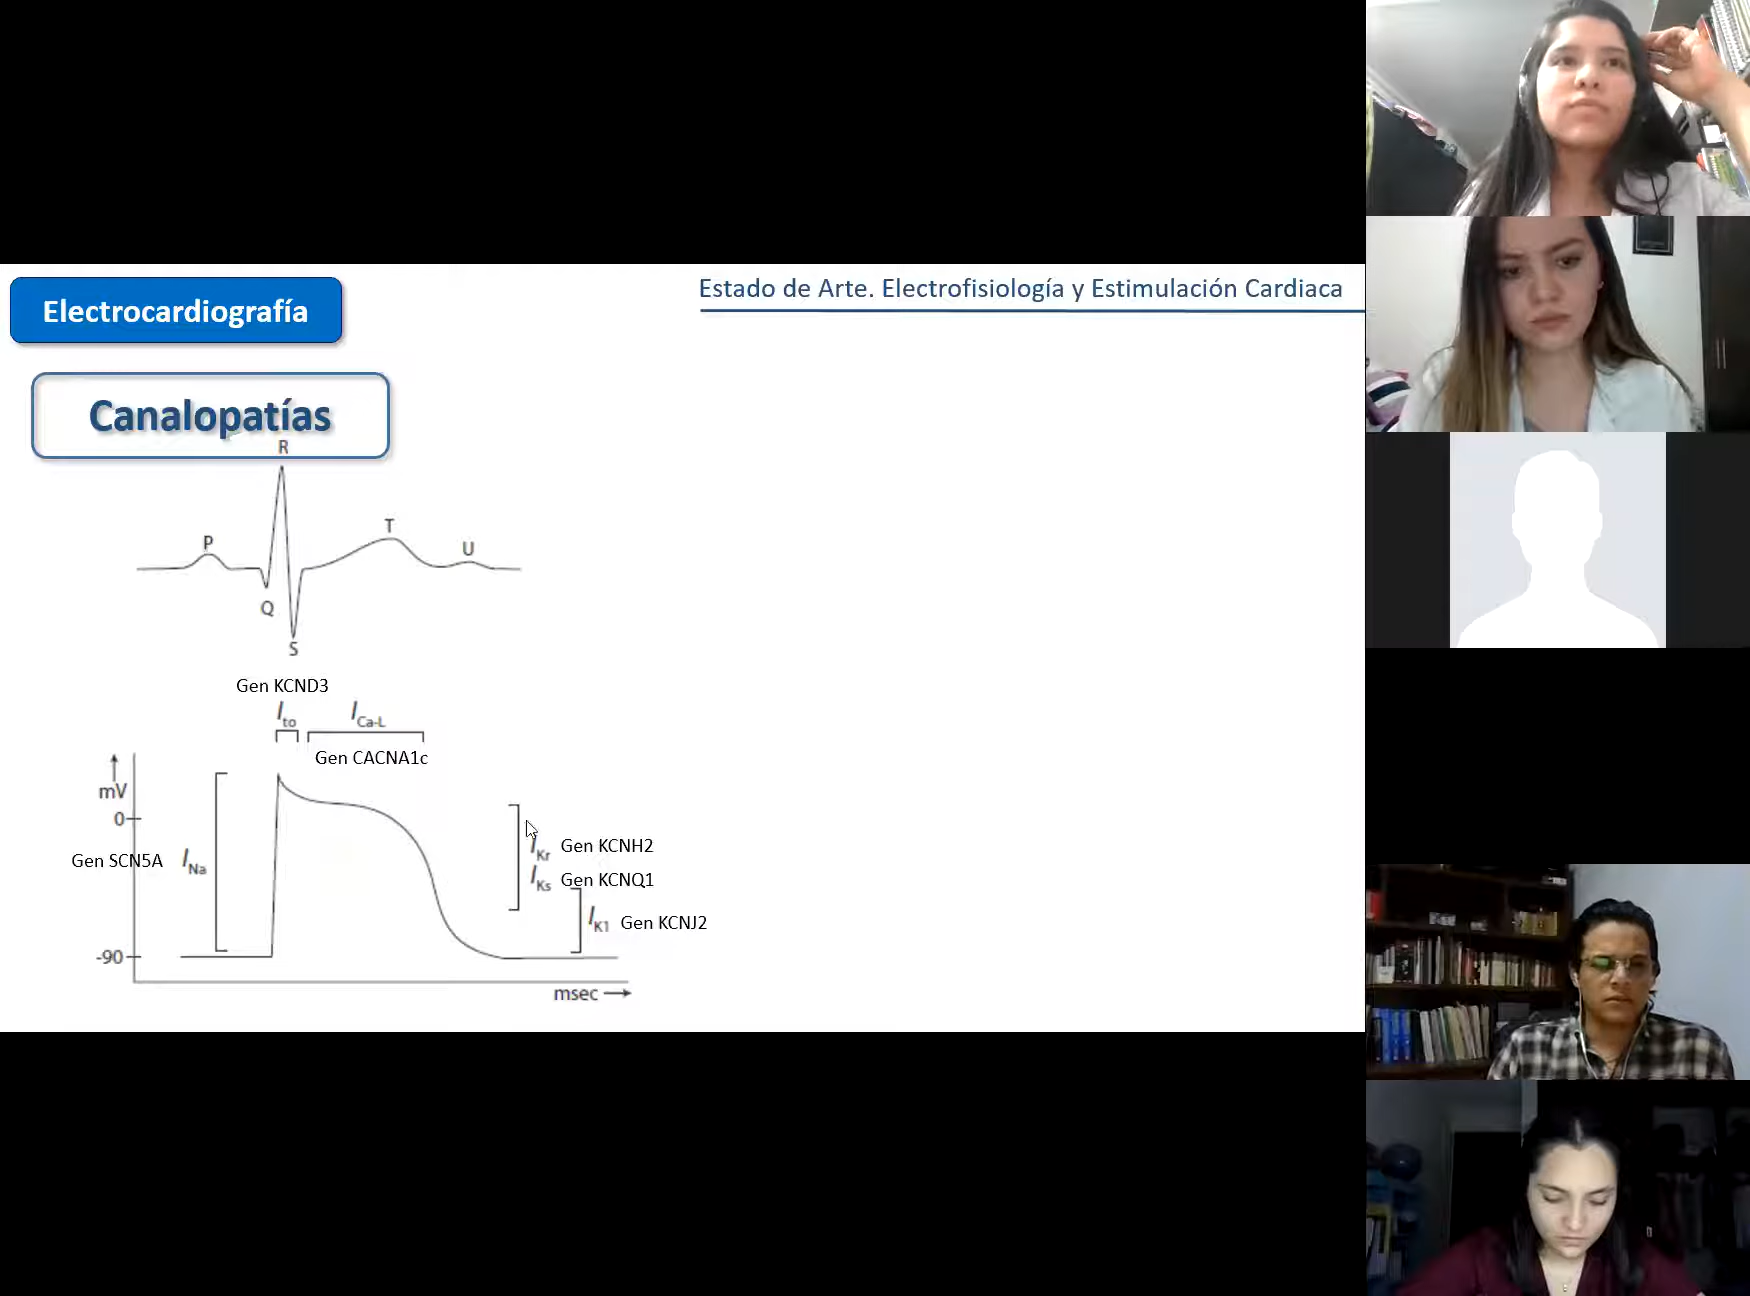 Electrocardiografía
Estado de Arte. Electrofisiología y Estimulación Cardiaca
Canalopatías
R
P
T
U
Q
S
Gen KCND3
Ito
ICa-L
Gen CACNA1c
mV
0
Gen SCN5A
INa
IKr Gen KCNH2
IKs Gen KCNQ1
IK1 Gen KCNJ2
-90
msec